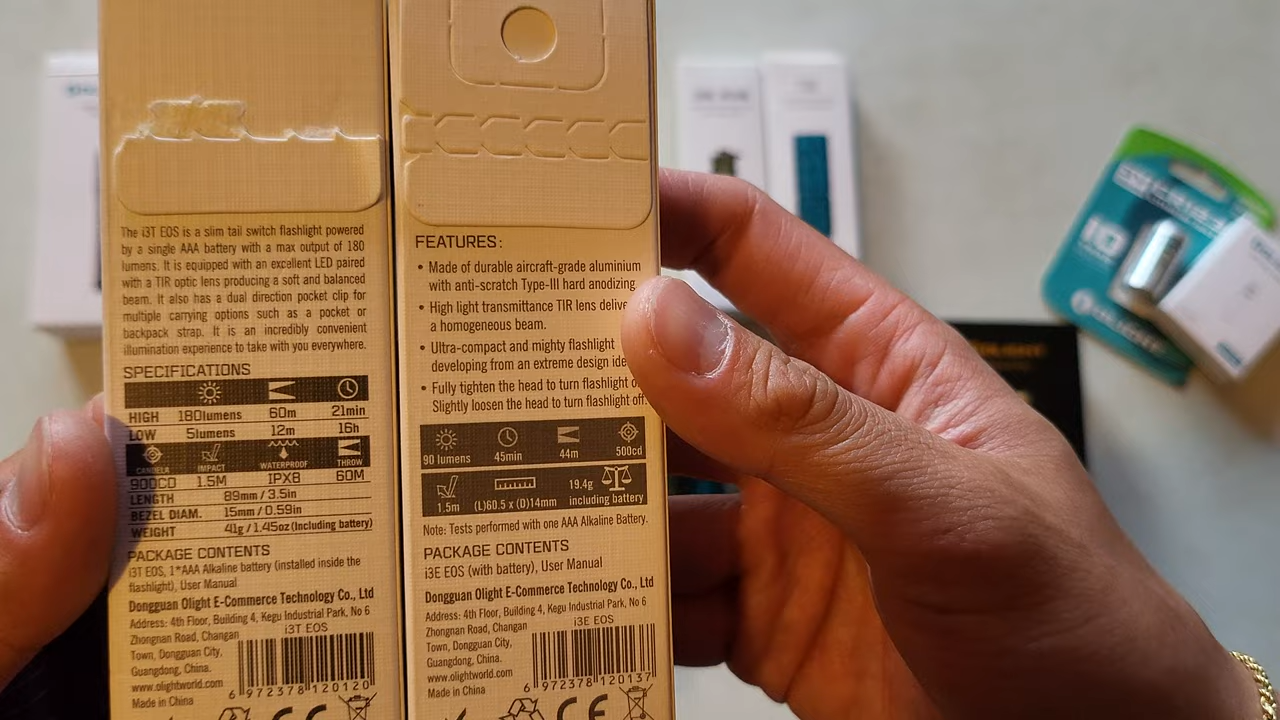 The i3T EOS is a slim tail switch flashlight powered
by a single AAA battery with a max output of 180
lumens. It is equipped with an excellent LED paired
with a TIR optic lens producing a soft and balanced
beam. It also has a dual direction pocket clip for
multiple carrying options such as a pocket or
backpack strap. It is an incredibly convenient
illumination experience to take with you everywhere.
SPECIFICATIONS
HIGH 180lumens 60m 21min
LOW 5lumens 12m 16h
CANDELA IMPACT WATERPROOF THROW
900CD 1.5M IPX8 60M
LENGTH 89mm / 3.5in
BEZEL DIAM. 15mm / 0.59in
WEIGHT 41g / 1.45oz (Including battery)
PACKAGE CONTENTS
i3T EOS, 1*AAA Alkaline battery (installed inside the
flashlight), User Manual
Dongguan Olight E-Commerce Technology Co., Ltd
Address: 4th Floor, Building 4, Kegu Industrial Park, No 6
Zhongnan Road, Changan
Town, Dongguan City,
Guangdong, China.
www.olightworld.com
Made in China
i3T EOS
6 972378 120120
CE
FEATURES:
• Made of durable aircraft-grade aluminium
with anti-scratch Type-III hard anodizing.
• High light transmittance TIR lens
a homogeneous beam.
• Ultra-compact and mighty flashlight
developing from an extreme design
• Fully tighten the head to turn flashlight
Slightly loosen the head to turn flashlight off.
90 lumens 45min 44m 500cd
1.5m (L)60.5 x (D)14mm 19.4g
including battery
Note: Tests performed with one AAA Alkaline Battery.
PACKAGE CONTENTS
i3E EOS (with battery), User Manual
Dongguan Olight E-Commerce Technology Co., Ltd
Address: 4th Floor, Building 4, Kegu Industrial Park, No 6
Zhongnan Road, Changan
Town, Dongguan City,
Guangdong, China.
www.olightworld.com
Made in China
i3E EOS
6 972378 120137
CE
OLIGHT